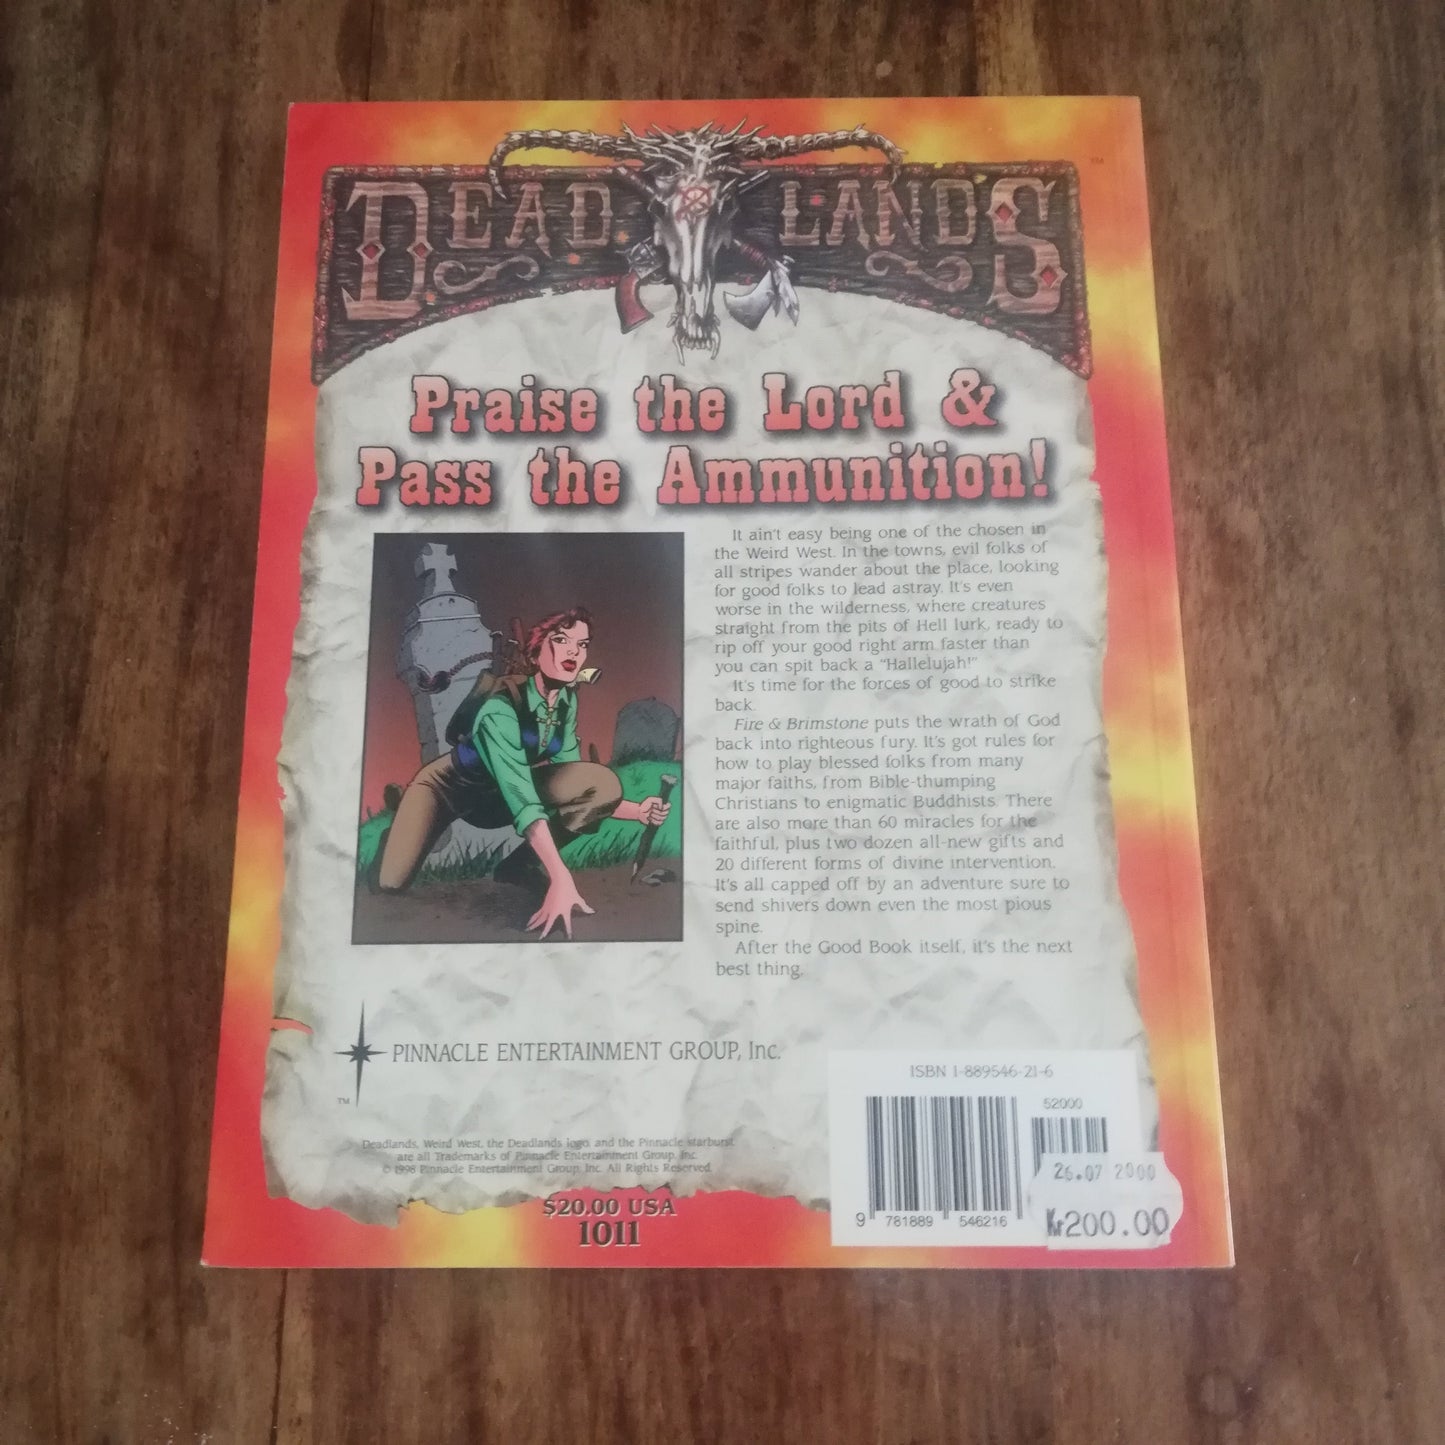 DEAD LANDS
TM
Praise the Lord &
Pass the Ammunition!
It ain't easy being one of the chosen in
the Weird West. In the towns, evil folks of
all stripes wander about the place, looking
for good folks to lead astray. It's even
worse in the wilderness, where creatures
straight from the pits of Hell lurk, ready to
rip off your good right arm faster than
you can spit back a "Hallelujah!"
It's time for the forces of good to strike
back.
Fire & Brimstone puts the wrath of God
back into righteous fury. It's got rules for
how to play blessed folks from many
major faiths, from Bible-thumping
Christians to enigmatic Buddhists. There
are also more than 60 miracles for the
faithful, plus two dozen all-new gifts and
20 different forms of divine intervention.
It's all capped off by an adventure sure to
send shivers down even the most pious
spine.
After the Good Book itself, it's the next
best thing.
PINNACLE ENTERTAINMENT GROUP, Inc.
TM
Deadlands, Weird West, the Deadlands logo, and the Pinnacle starburst
are all Trademarks of Pinnacle Entertainment Group, Inc.
© 1998 Pinnacle Entertainment Group, Inc. All Rights Reserved.
$20.00 USA
1011
ISBN 1-889546-21-6
52000
9 781889 546216
26.07 2000
Kr200.00